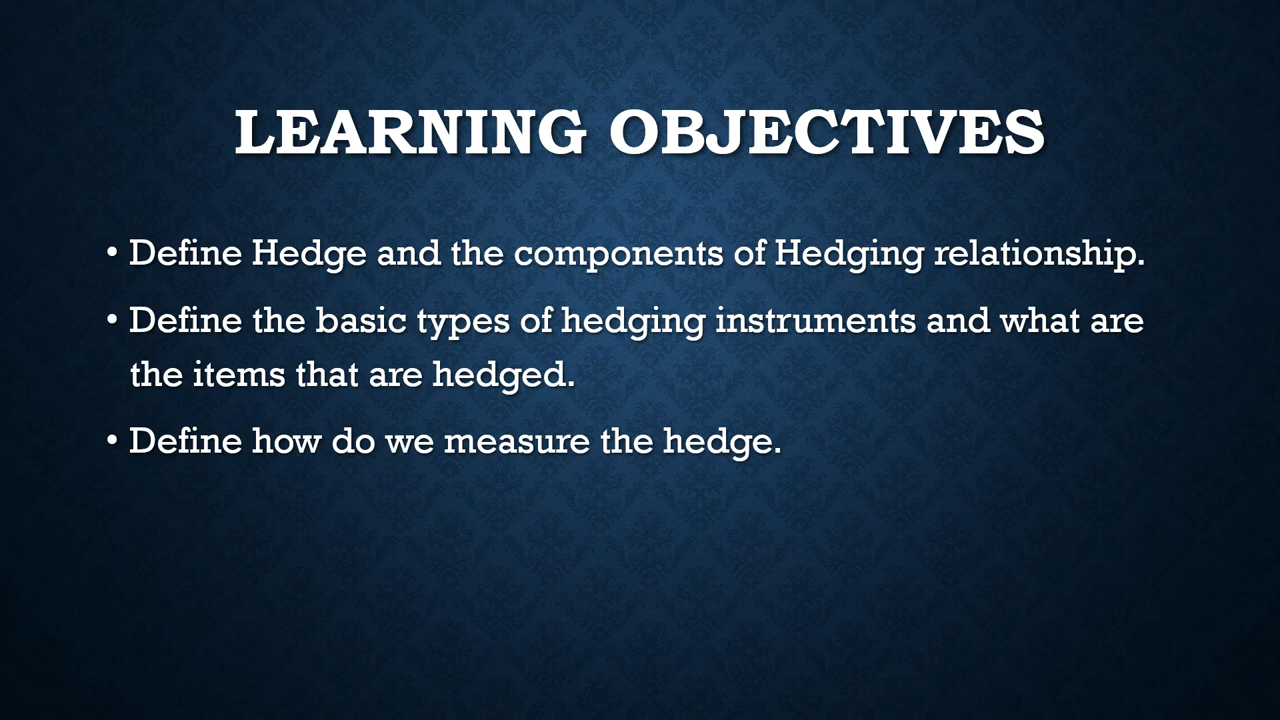 LEARNING OBJECTIVES
• Define Hedge and the components of Hedging relationship.
• Define the basic types of hedging instruments and what are
the items that are hedged.
• Define how do we measure the hedge.